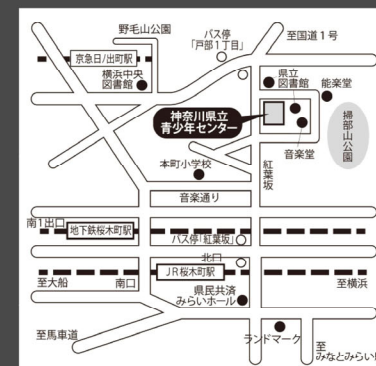 野毛山公園
バス停
「戸部1丁目」
至国道1号
京急日ノ出町駅
横浜中央
図書館
県立
図書館
能楽堂
神奈川県立
青少年センター
掃部山公園
音楽堂
本町小学校
紅葉坂
音楽通り
南1出口
地下鉄桜木町駅
バス停「紅葉坂」
北口
JR桜木町駅
至大船
南口
至横浜
県民共済
みらいホール
至馬車道
ランドマーク
至
みなとみらい